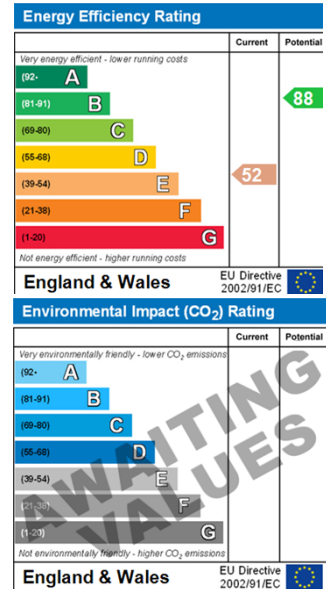 Energy Efficiency Rating
Current Potential
Very energy efficient - lower running costs
(92- A
(81-91) B
88
(69-80) C
(55-68) D
(39-54) E
52
(21-38) F
(1-20) G
Not energy efficient - higher running costs
England & Wales
EU Directive
2002/91/EC
Environmental Impact (CO2) Rating
Current Potential
Very environmentally friendly - lower CO2 emissions
(92- A
(81-91) B
(69-80) C
(55-68) D
(39-54) E
(21-38) F
(1-20) G
AWAITING
VALUES
Not environmentally friendly - higher CO2 emissions
England & Wales
EU Directive
2002/91/EC